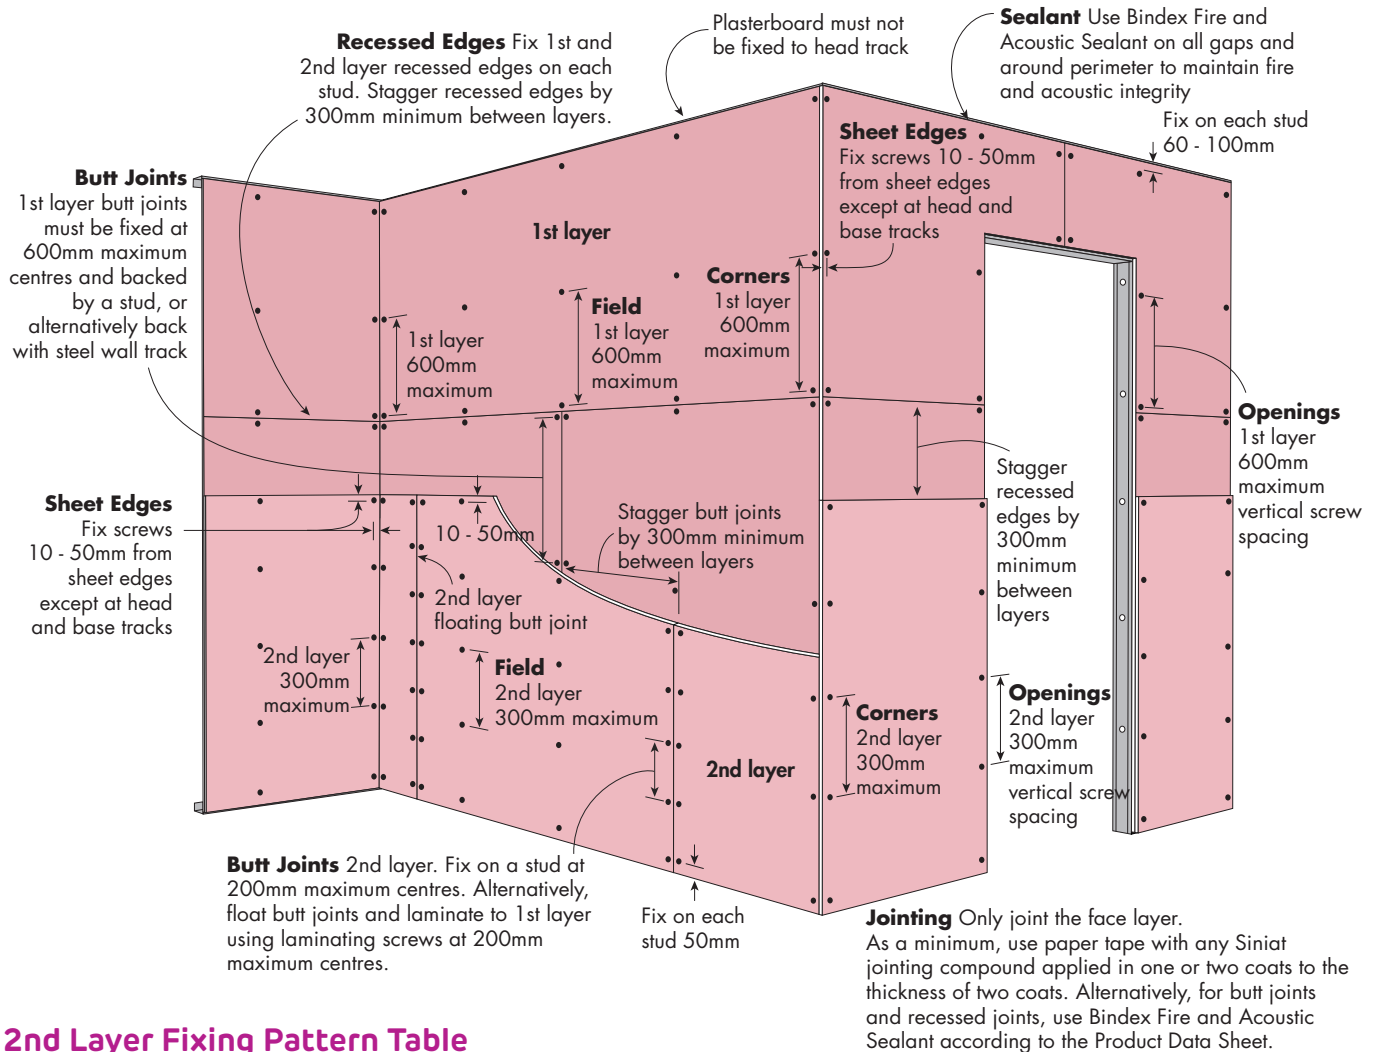 Plasterboard must not
be fixed to head track
Sealant Use Bindex Fire and
Acoustic Sealant on all gaps and
around perimeter to maintain fire
and acoustic integrity
Recessed Edges Fix 1st and
2nd layer recessed edges on each
stud. Stagger recessed edges by
300mm minimum between layers.
Fix on each stud
60 - 100mm
Sheet Edges
Fix screws 10 - 50mm
from sheet edges
except at head and
base tracks
Butt Joints
1st layer butt joints
must be fixed at
600mm maximum
centres and backed
by a stud, or
alternatively back
with steel wall track
1st layer
Corners
1st layer
600mm
maximum
Field
1st layer
600mm
maximum
1st layer
600mm
maximum
Openings
1st layer
600mm
maximum
vertical screw
spacing
Stagger
recessed
edges by
300mm
minimum
between
layers
Sheet Edges
Fix screws
10 - 50mm from
sheet edges
except at head
and base tracks
10 - 50mm
Stagger butt joints
by 300mm minimum
between layers
2nd layer
floating butt joint
2nd layer
300mm
maximum
Field
2nd layer
300mm maximum
Corners
2nd layer
300mm
maximum
Openings
2nd layer
300mm
maximum
vertical screw
spacing
2nd layer
Butt Joints 2nd layer. Fix on a stud at
200mm maximum centres. Alternatively,
float butt joints and laminate to 1st layer
using laminating screws at 200mm
maximum centres.
Fix on each
stud 50mm
Jointing Only joint the face layer.
As a minimum, use paper tape with any Siniat
jointing compound applied in one or two coats to the
thickness of two coats. Alternatively, for butt joints
and recessed joints, use Bindex Fire and Acoustic
Sealant according to the Product Data Sheet.
2nd Layer Fixing Pattern Table